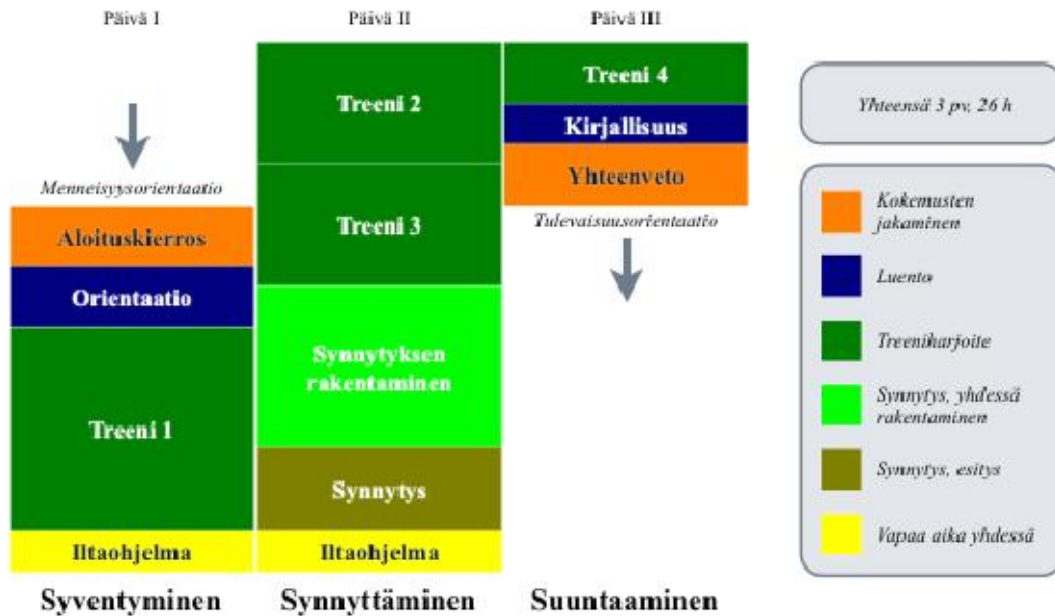 Päivä I
Päivä II
Päivä III
Menneisyysorientaatio
Aloituskierros
Orientaatio
Treeni 1
Iltaohjelma
Syventyminen
Treeni 2
Treeni 3
Synnytyksen
rakentaminen
Synnytys
Iltaohjelma
Synnyttäminen
Treeni 4
Kirjallisuus
Yhteenveto
Tulevaisuusorientaatio
Suuntaaminen
Yhteensä 3 pv, 26 h
Kokemusten
jakaminen
Luento
Treeniharjoite
Synnytys, yhdessä
rakentaminen
Synnytys, esitys
Vapaa aika yhdessä